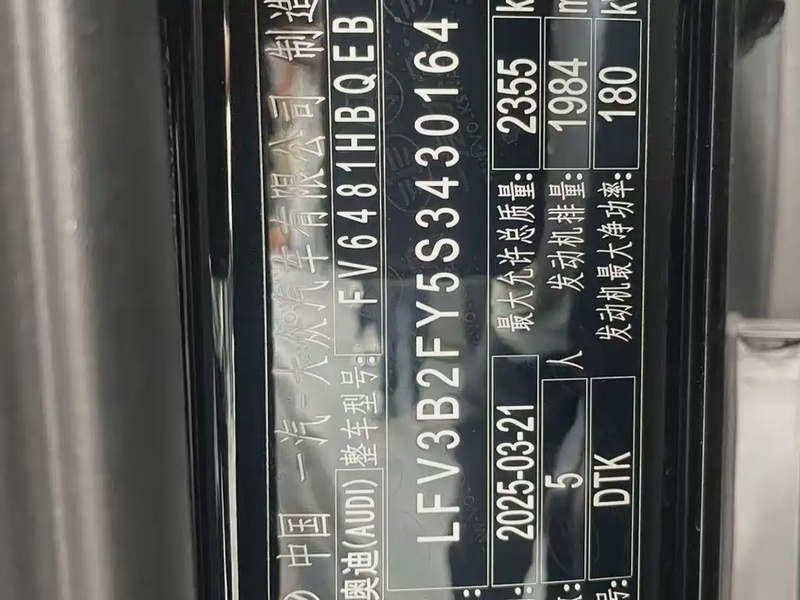 中国 一汽-大众汽车有限公司 制造
奥迪(AUDI) 整车型号: FV6481HBQEB
LFV3B2FY5S3430164
2025-03-21 最大允许总质量: 2355 k
5 人 发动机排量: 1984 m
DTK 发动机最大净功率: 180 k